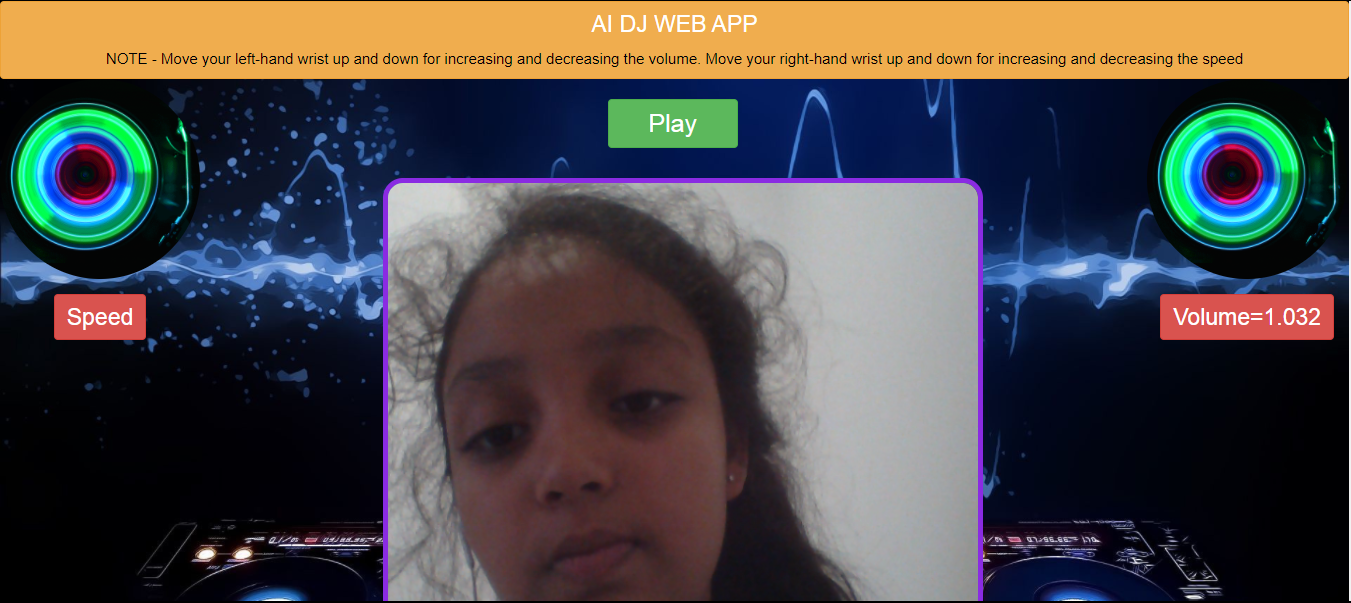 AI DJ WEB APP
NOTE - Move your left-hand wrist up and down for increasing and decreasing the volume. Move your right-hand wrist up and down for increasing and decreasing the speed
Play
Speed
Volume=1.032